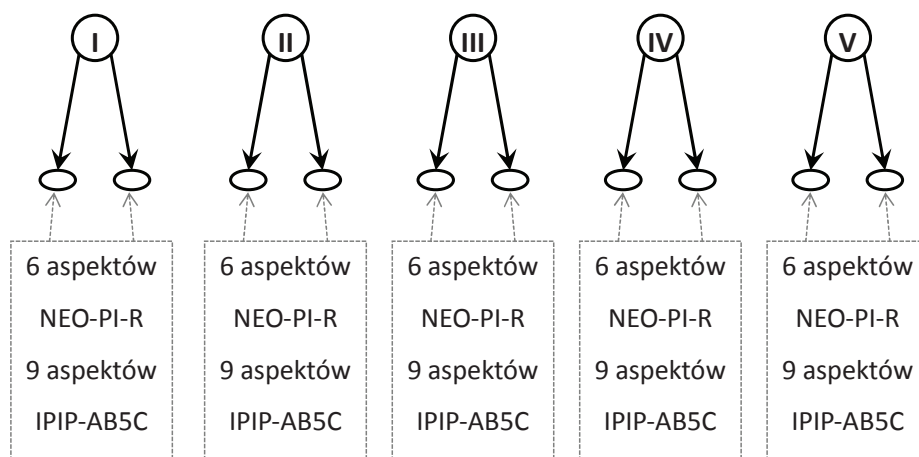 I II III IV V
6 aspektów 6 aspektów 6 aspektów 6 aspektów 6 aspektów
NEO-PI-R NEO-PI-R NEO-PI-R NEO-PI-R NEO-PI-R
9 aspektów 9 aspektów 9 aspektów 9 aspektów 9 aspektów
IPIP-AB5C IPIP-AB5C IPIP-AB5C IPIP-AB5C IPIP-AB5C